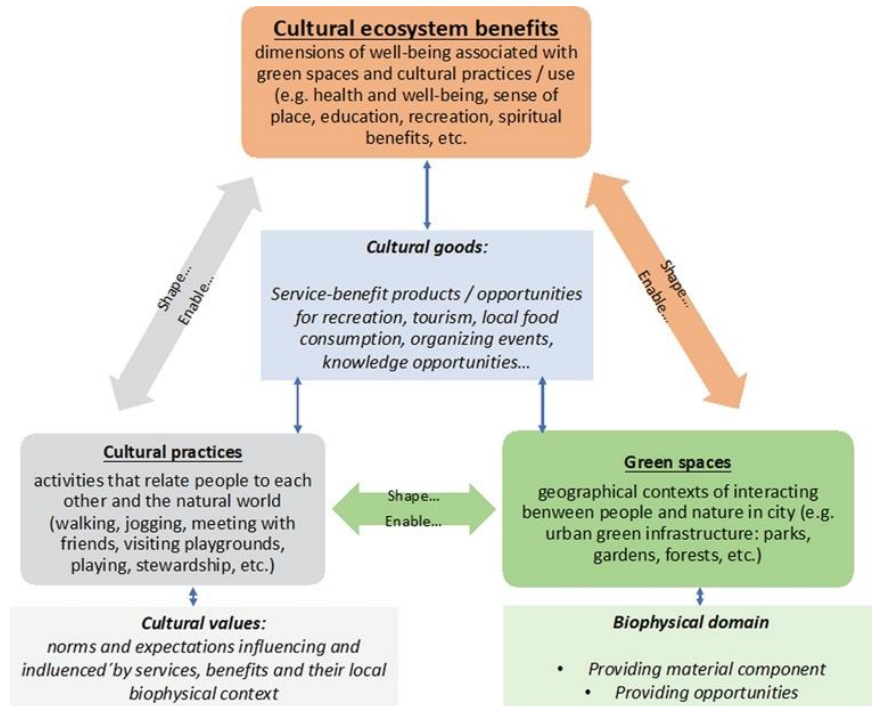 Cultural ecosystem benefits
dimensions of well-being associated with
green spaces and cultural practices / use
(e.g. health and well-being, sense of
place, education, recreation, spiritual
benefits, etc.
Shape...
Enable...
Cultural goods:
Service-benefit products / opportunities
for recreation, tourism, local food
consumption, organizing events,
knowledge opportunities...
Shape...
Enable...
Cultural practices
activities that relate people to each
other and the natural world
(walking, jogging, meeting with
friends, visiting playgrounds,
playing, stewardship, etc.)
Shape...
Enable...
Green spaces
geographical contexts of interacting
benween people and nature in city (e.g.
urban green infrastructure: parks,
gardens, forests, etc.)
Cultural values:
norms and expectations influencing and
indluenced´by services, benefits and their local
biophysical context
Biophysical domain
• Providing material component
• Providing opportunities